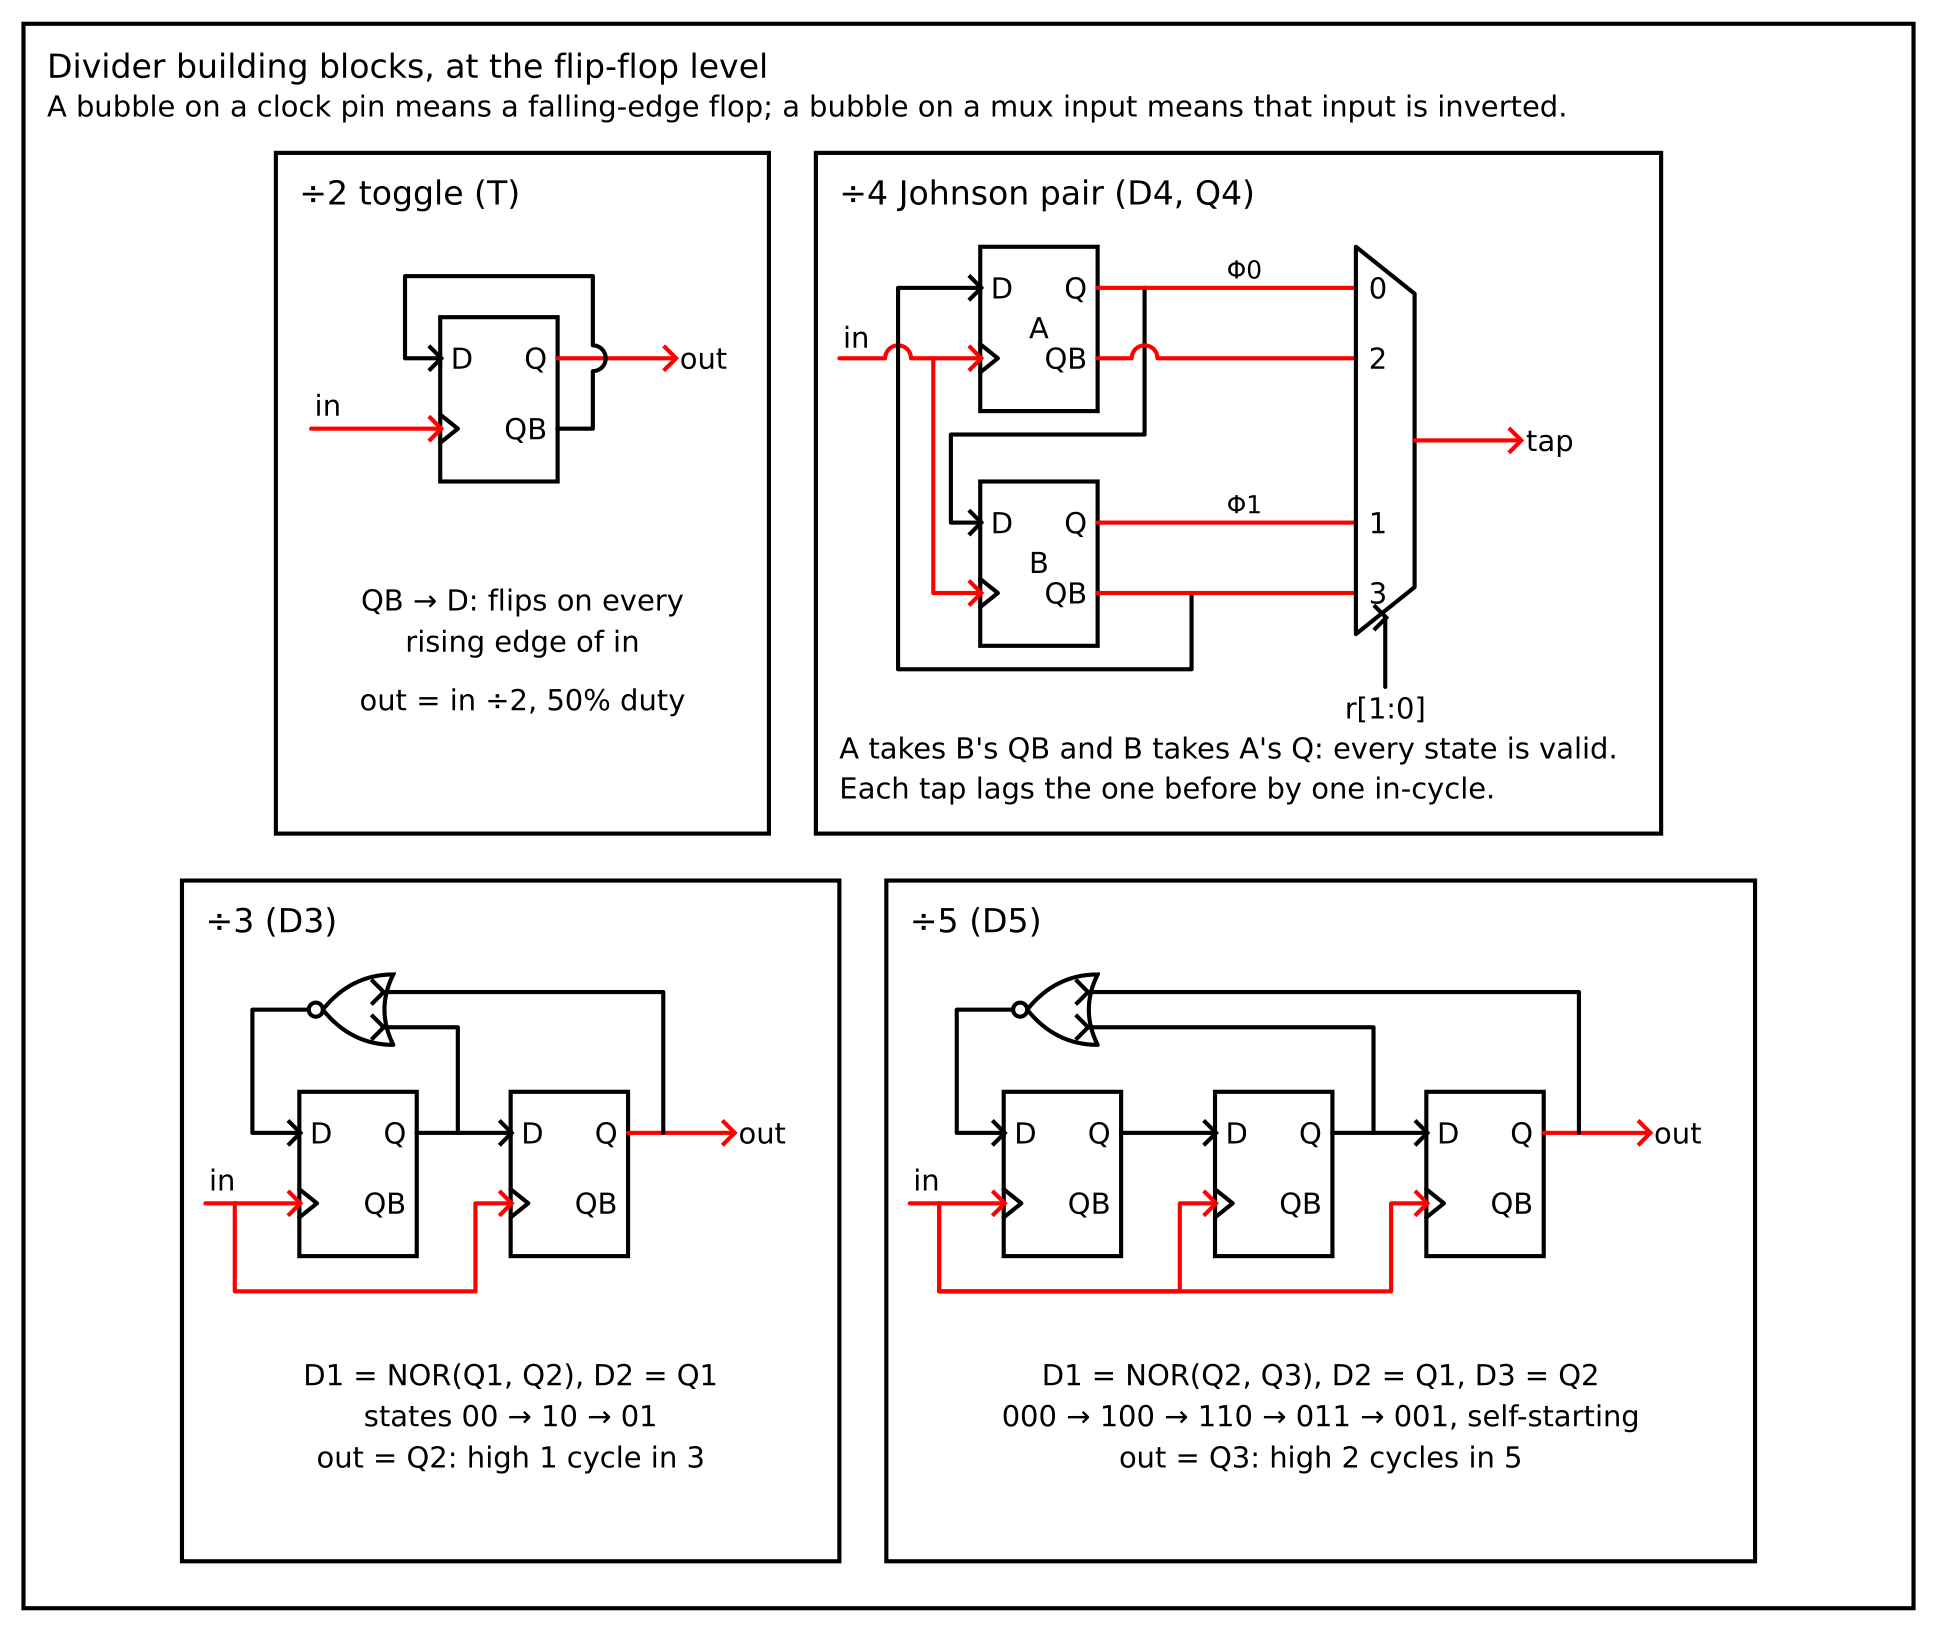 Divider building blocks, at the flip-flop level
A bubble on a clock pin means a falling-edge flop; a bubble on a mux input means that input is inverted.
÷2 toggle (T)
D
Q
out
in
QB
QB → D: flips on every
rising edge of in
out = in ÷2, 50% duty
÷4 Johnson pair (D4, Q4)
Φ0
D
Q
0
A
in
QB
2
tap
Φ1
D
Q
1
B
QB
3
r[1:0]
A takes B's QB and B takes A's Q: every state is valid.
Each tap lags the one before by one in-cycle.
÷3 (D3)
D
Q
D
Q
out
in
QB
QB
D1 = NOR(Q1, Q2), D2 = Q1
states 00 → 10 → 01
out = Q2: high 1 cycle in 3
÷5 (D5)
D
Q
D
Q
D
Q
out
in
QB
QB
QB
D1 = NOR(Q2, Q3), D2 = Q1, D3 = Q2
000 → 100 → 110 → 011 → 001, self-starting
out = Q3: high 2 cycles in 5